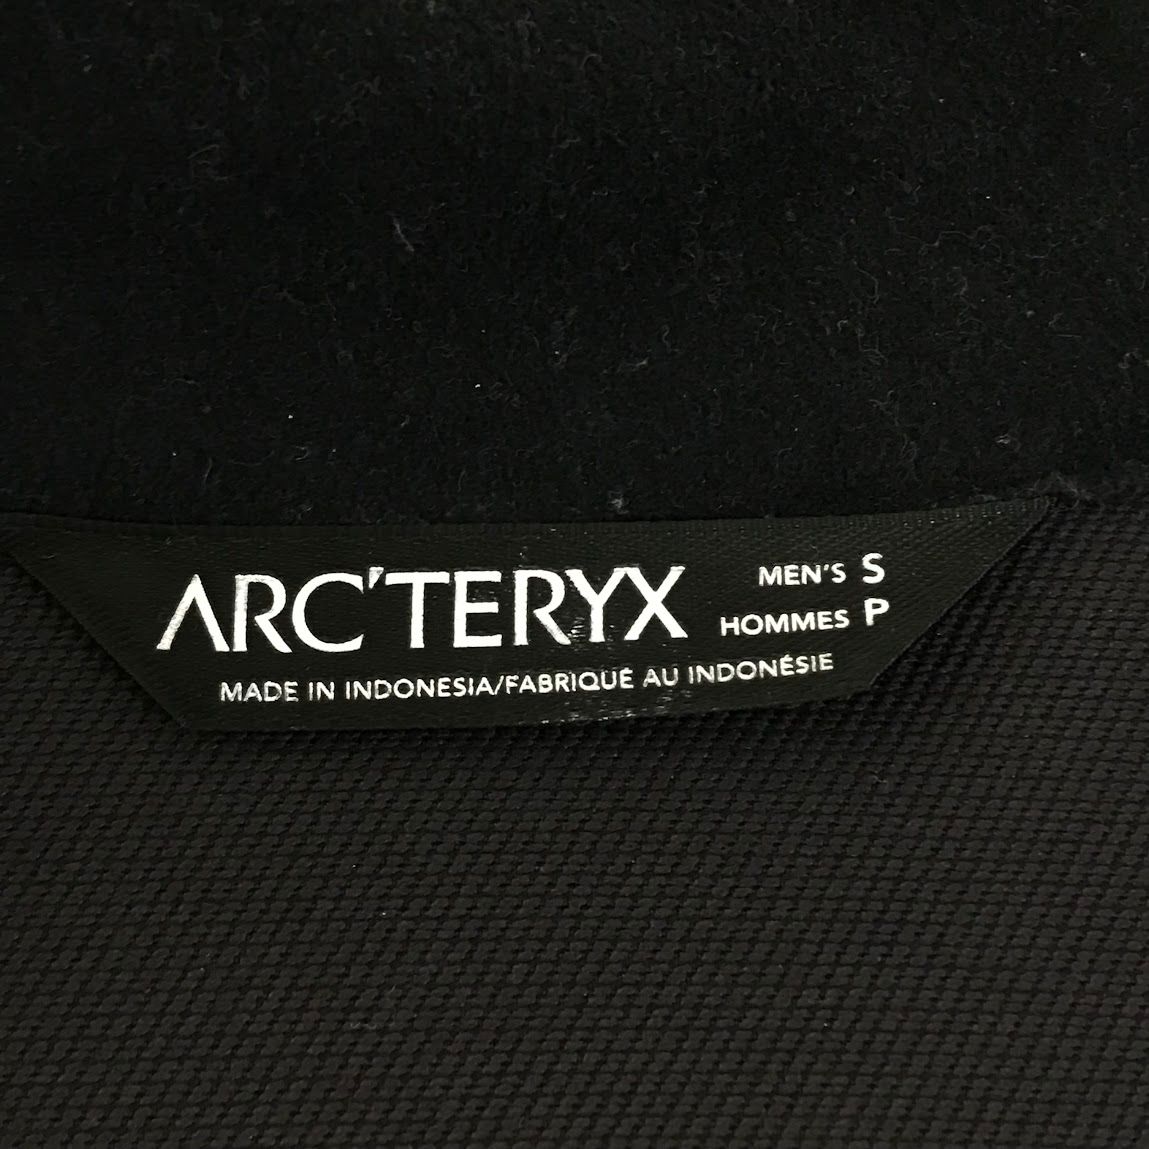 ARC'TERYX
MEN'S S
HOMMES P
MADE IN INDONESIA/FABRIQUÉ AU INDONÉSIE